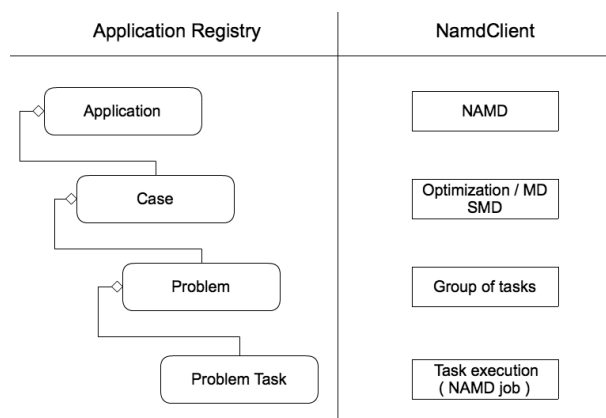 Application Registry
NamdClient
Application
NAMD
Case
Optimization / MD
SMD
Problem
Group of tasks
Problem Task
Task execution
( NAMD job )